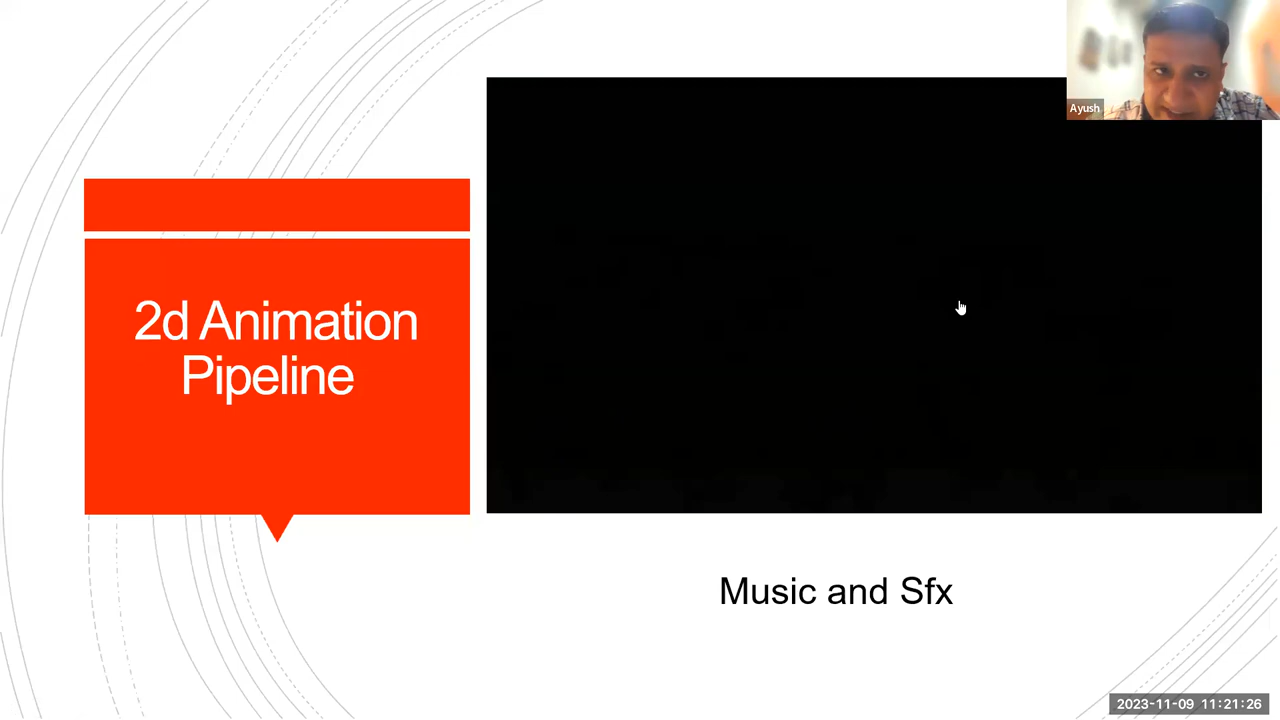 Ayush
2d Animation
Pipeline
Music and Sfx
2023-11-09 11:21:26